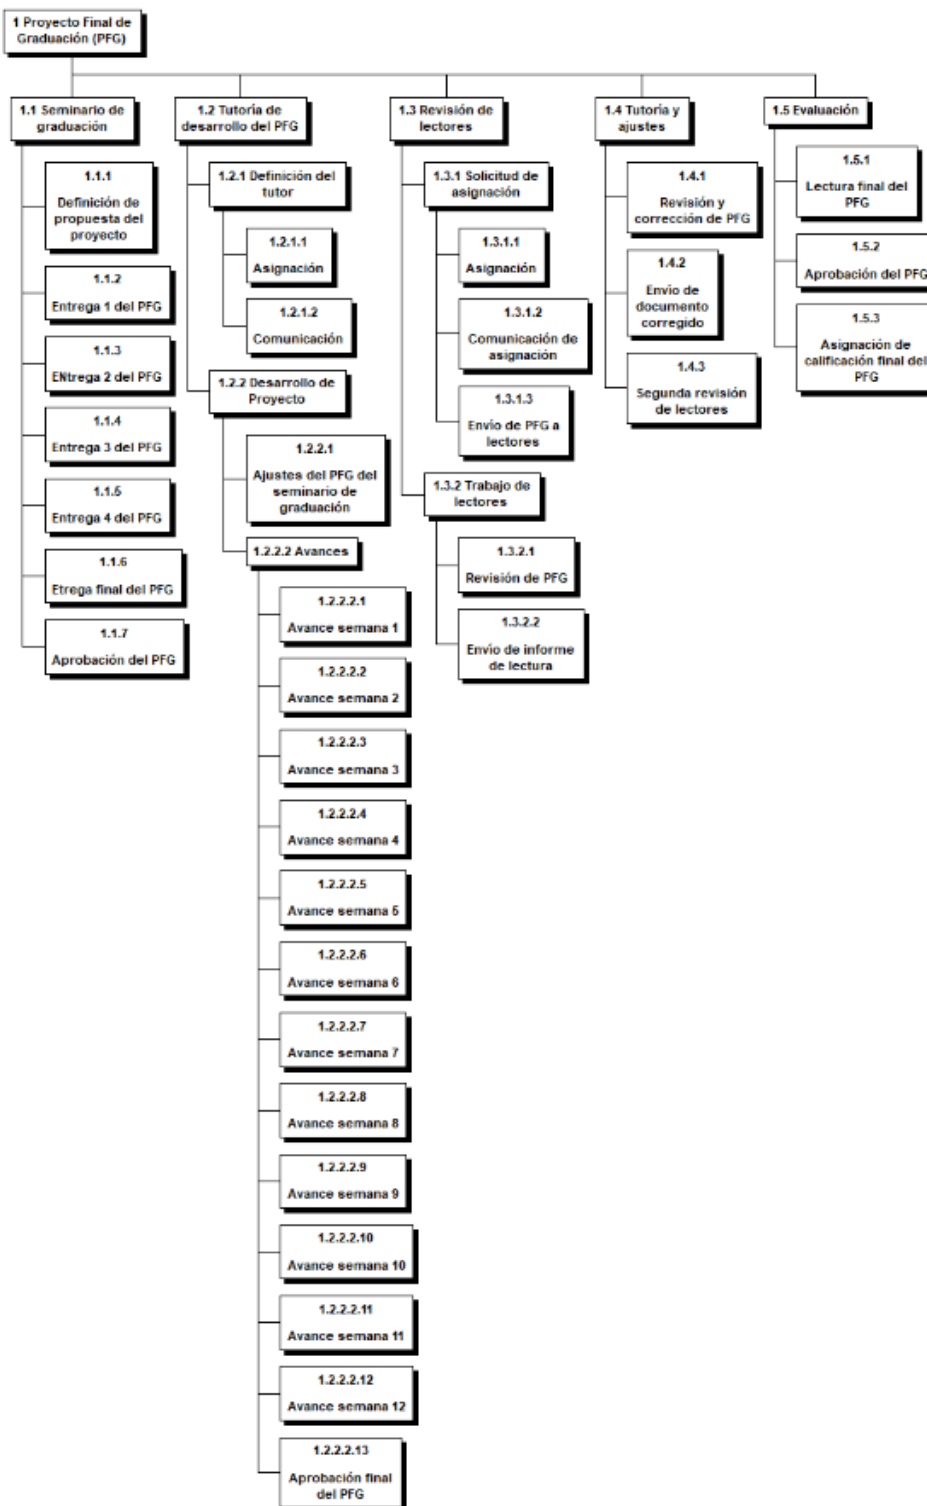 1 Proyecto Final de
Graduación (PFG)
1.1 Seminario de
graduación
1.1.1
Definición de
propuesta del
proyecto
1.1.2
Entrega 1 del PFG
1.1.3
ENtrega 2 del PFG
1.1.4
Entrega 3 del PFG
1.1.5
Entrega 4 del PFG
1.1.6
Etrega final del PFG
1.1.7
Aprobación del PFG
1.2 Tutoría de
desarrollo del PFG
1.2.1 Definición del
tutor
1.2.1.1
Asignación
1.2.1.2
Comunicación
1.2.2 Desarrollo de
Proyecto
1.2.2.1
Ajustes del PFG del
seminario de
graduación
1.2.2.2 Avances
1.2.2.2.1
Avance semana 1
1.2.2.2.2
Avance semana 2
1.2.2.2.3
Avance semana 3
1.2.2.2.4
Avance semana 4
1.2.2.2.5
Avance semana 5
1.2.2.2.6
Avance semana 6
1.2.2.2.7
Avance semana 7
1.2.2.2.8
Avance semana 8
1.2.2.2.9
Avance semana 9
1.2.2.2.10
Avance semana 10
1.2.2.2.11
Avance semana 11
1.2.2.2.12
Avance semana 12
1.2.2.2.13
Aprobación final
del PFG
1.3 Revisión de
lectores
1.3.1 Solicitud de
asignación
1.3.1.1
Asignación
1.3.1.2
Comunicación de
asignación
1.3.1.3
Envío de PFG a
lectores
1.3.2 Trabajo de
lectores
1.3.2.1
Revisión de PFG
1.3.2.2
Envío de informe
de lectura
1.4 Tutoría y
ajustes
1.4.1
Revisión y
corrección de PFG
1.4.2
Envío de
documento
corregido
1.4.3
Segunda revisión
de lectores
1.5 Evaluación
1.5.1
Lectura final del
PFG
1.5.2
Aprobación del PFG
1.5.3
Asignación de
calificación final del
PFG